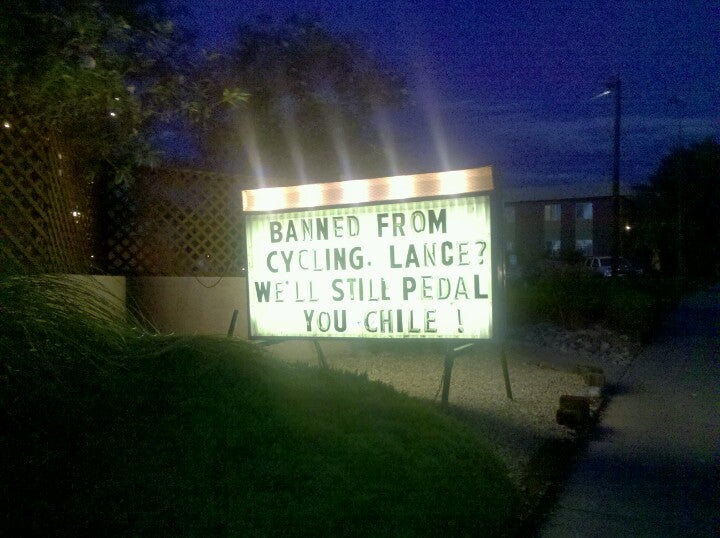 BANNED FROM
CYCLING. LANCE?
WE'LL STILL PEDAL
YOU CHILE !